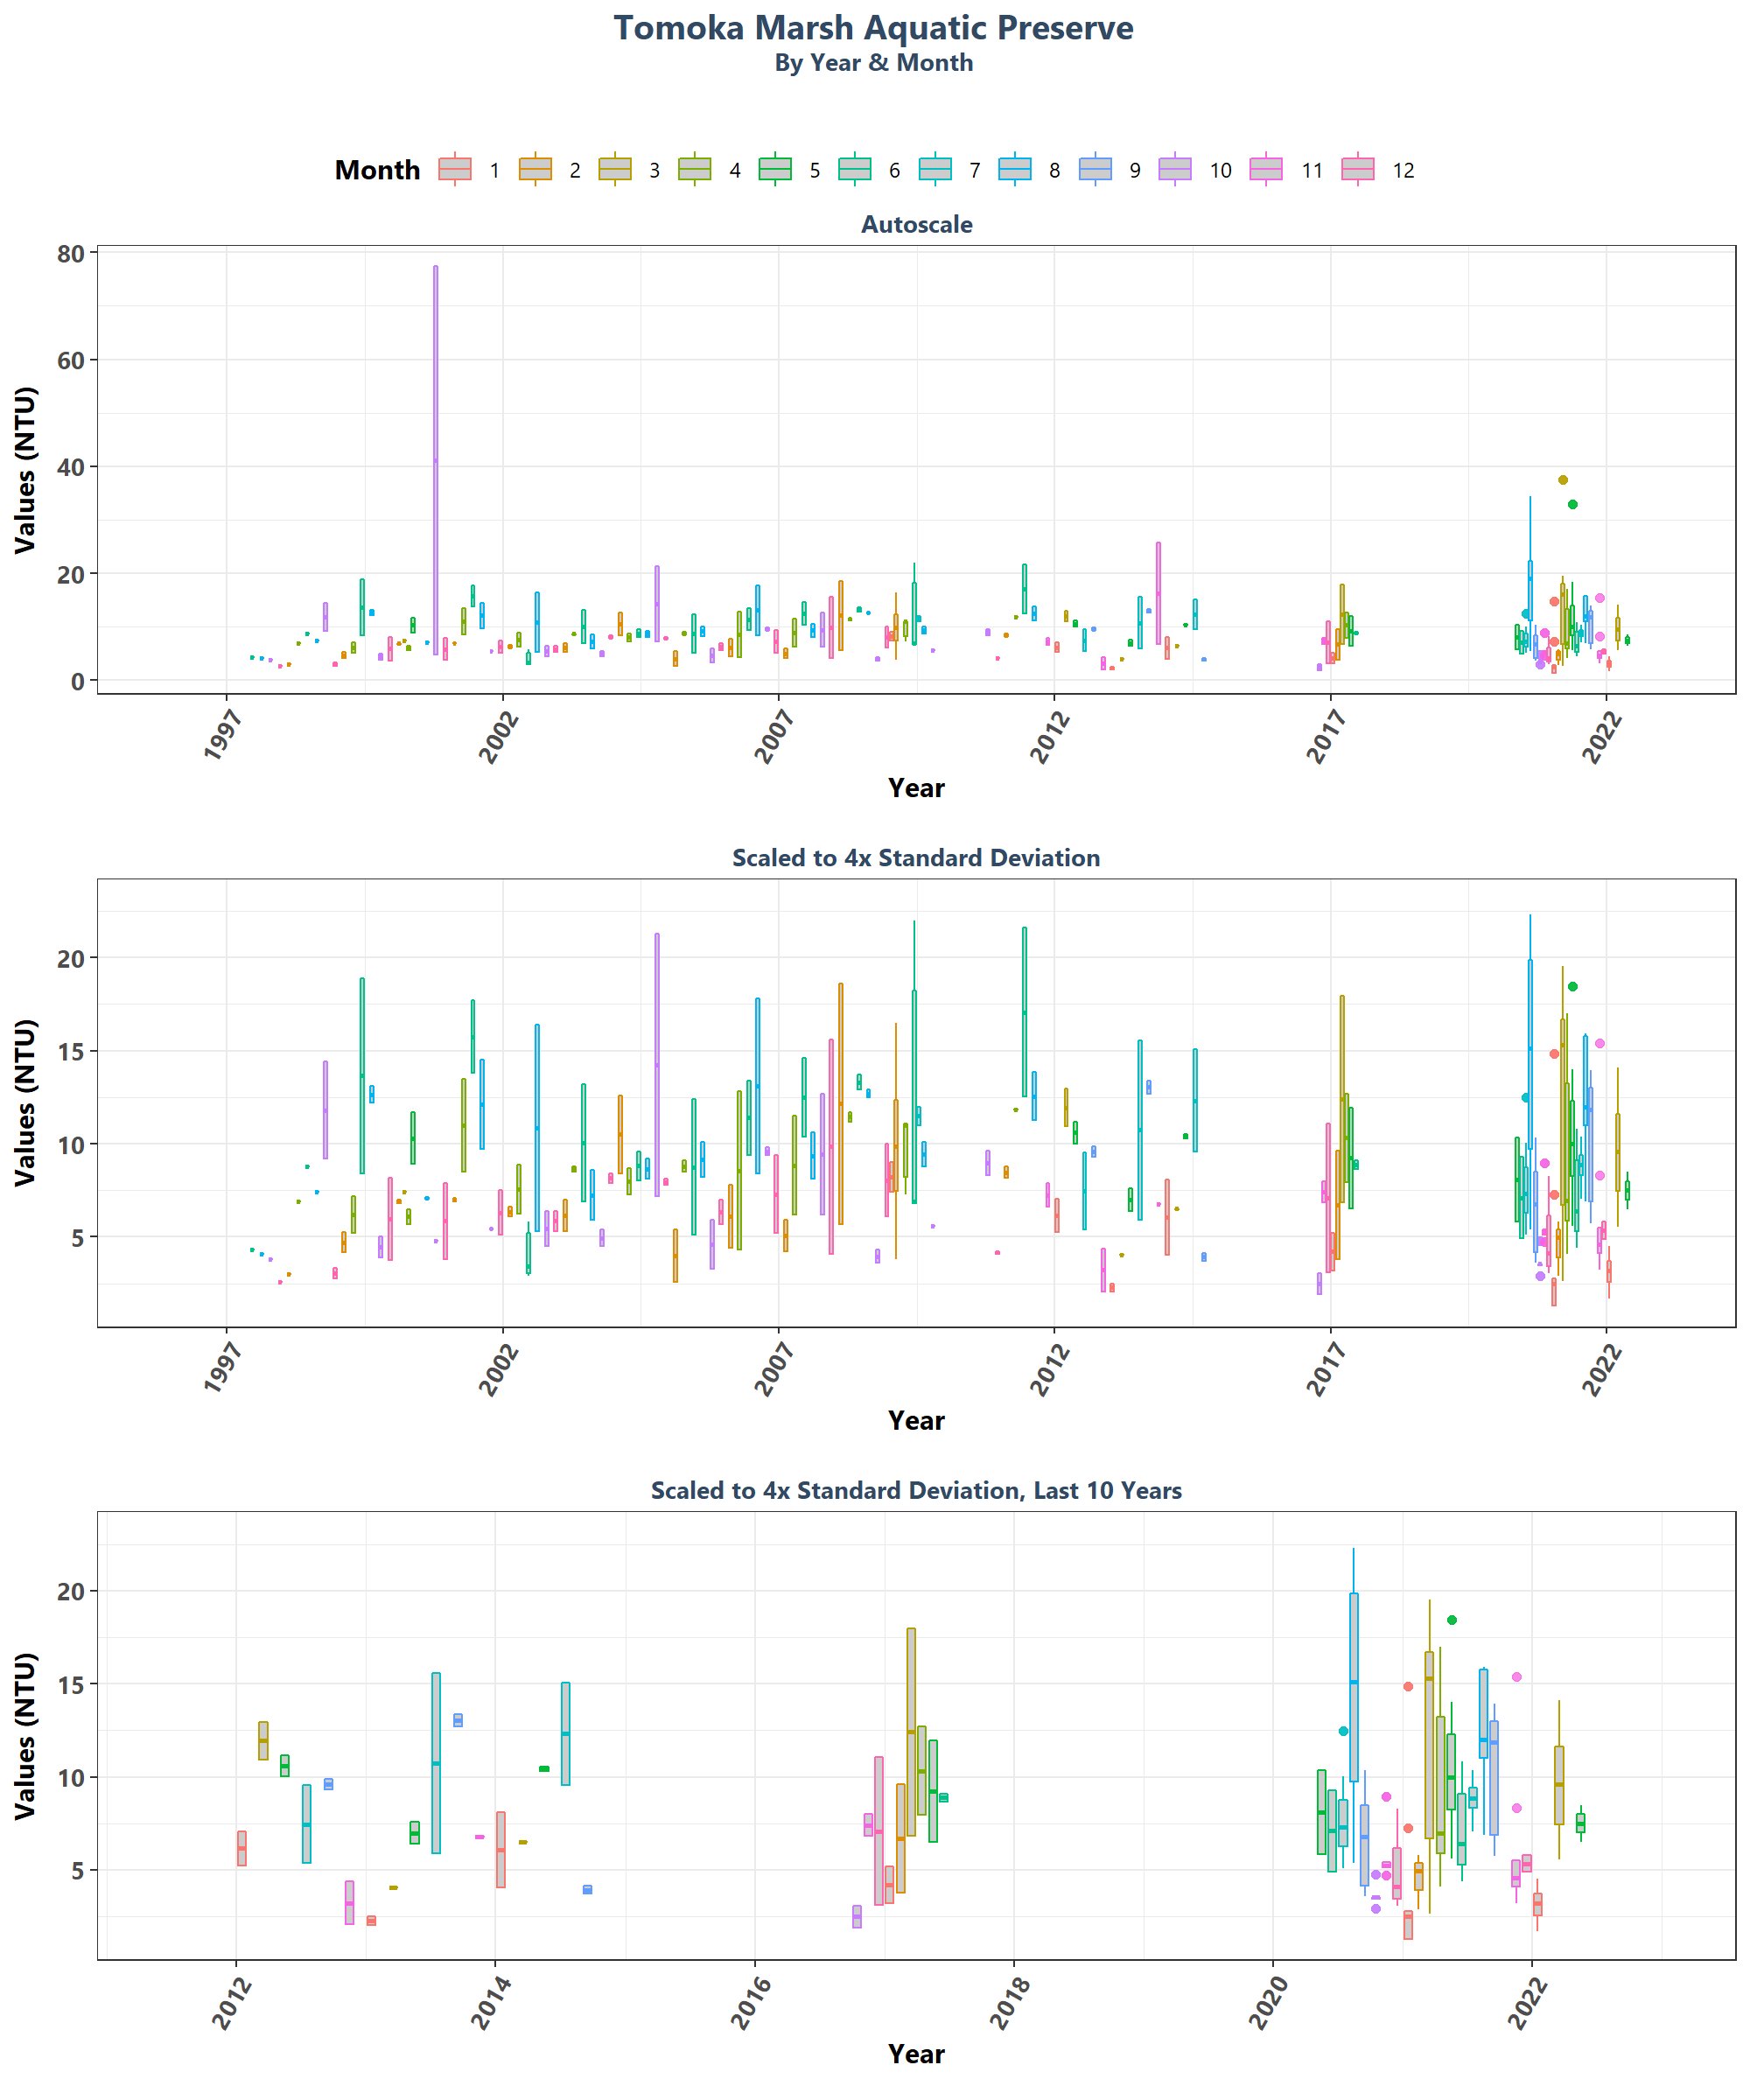 Tomoka Marsh Aquatic Preserve
By Year & Month
Month 1 2 3 4 5 6 7 8 9 10 11 12
Autoscale
80
60
40
20
0
Values (NTU)
1997 2002 2007 2012 2017 2022
Year
Scaled to 4x Standard Deviation
20
15
10
5
Values (NTU)
1997 2002 2007 2012 2017 2022
Year
Scaled to 4x Standard Deviation, Last 10 Years
20
15
10
5
Values (NTU)
2012 2014 2016 2018 2020 2022
Year